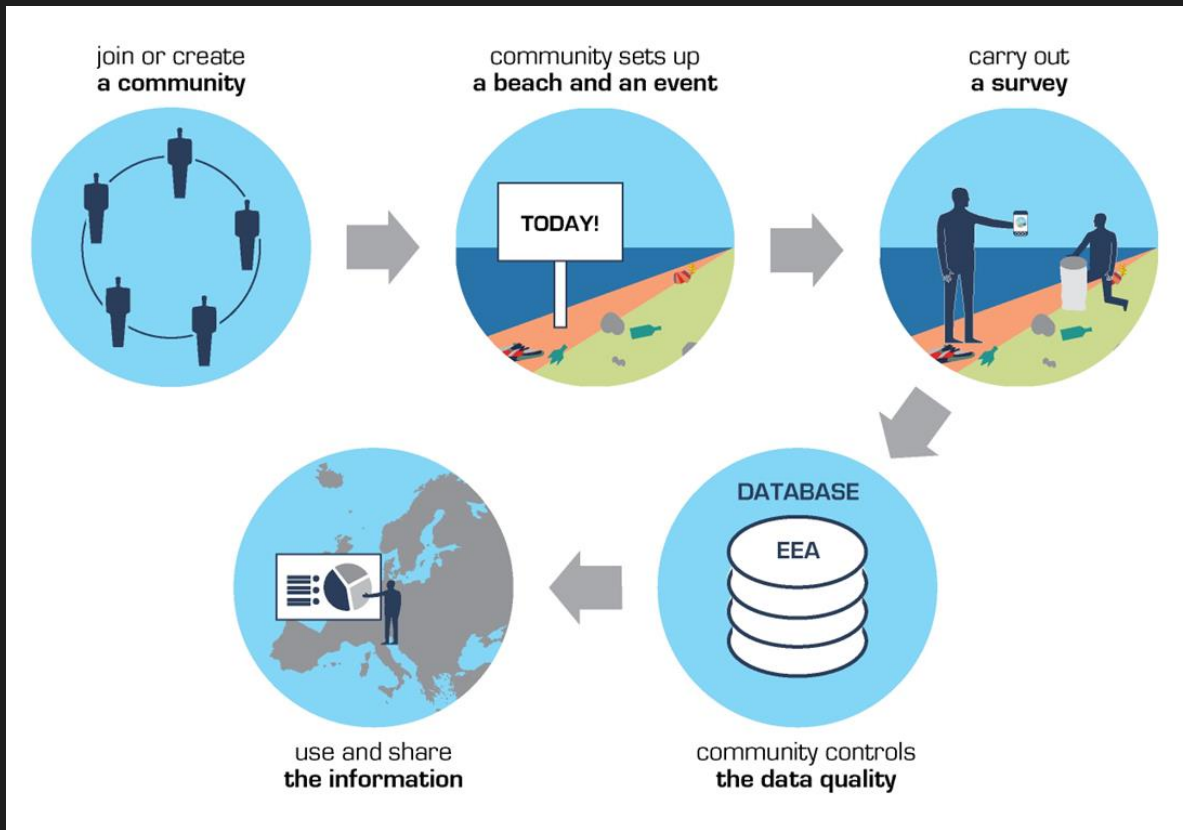 join or create
a community
community sets up
a beach and an event
carry out
a survey
TODAY!
DATABASE
EEA
use and share
the information
community controls
the data quality